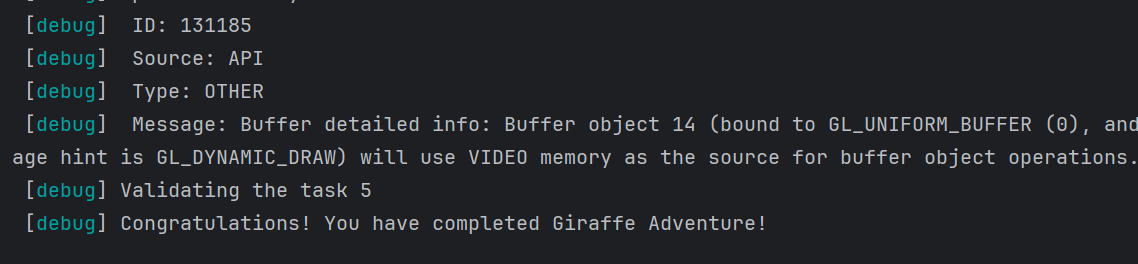 [debug]  ID: 131185
[debug]  Source: API
[debug]  Type: OTHER
[debug]  Message: Buffer detailed info: Buffer object 14 (bound to GL_UNIFORM_BUFFER (0), and
age hint is GL_DYNAMIC_DRAW) will use VIDEO memory as the source for buffer object operations.
[debug] Validating the task 5
[debug] Congratulations! You have completed Giraffe Adventure!